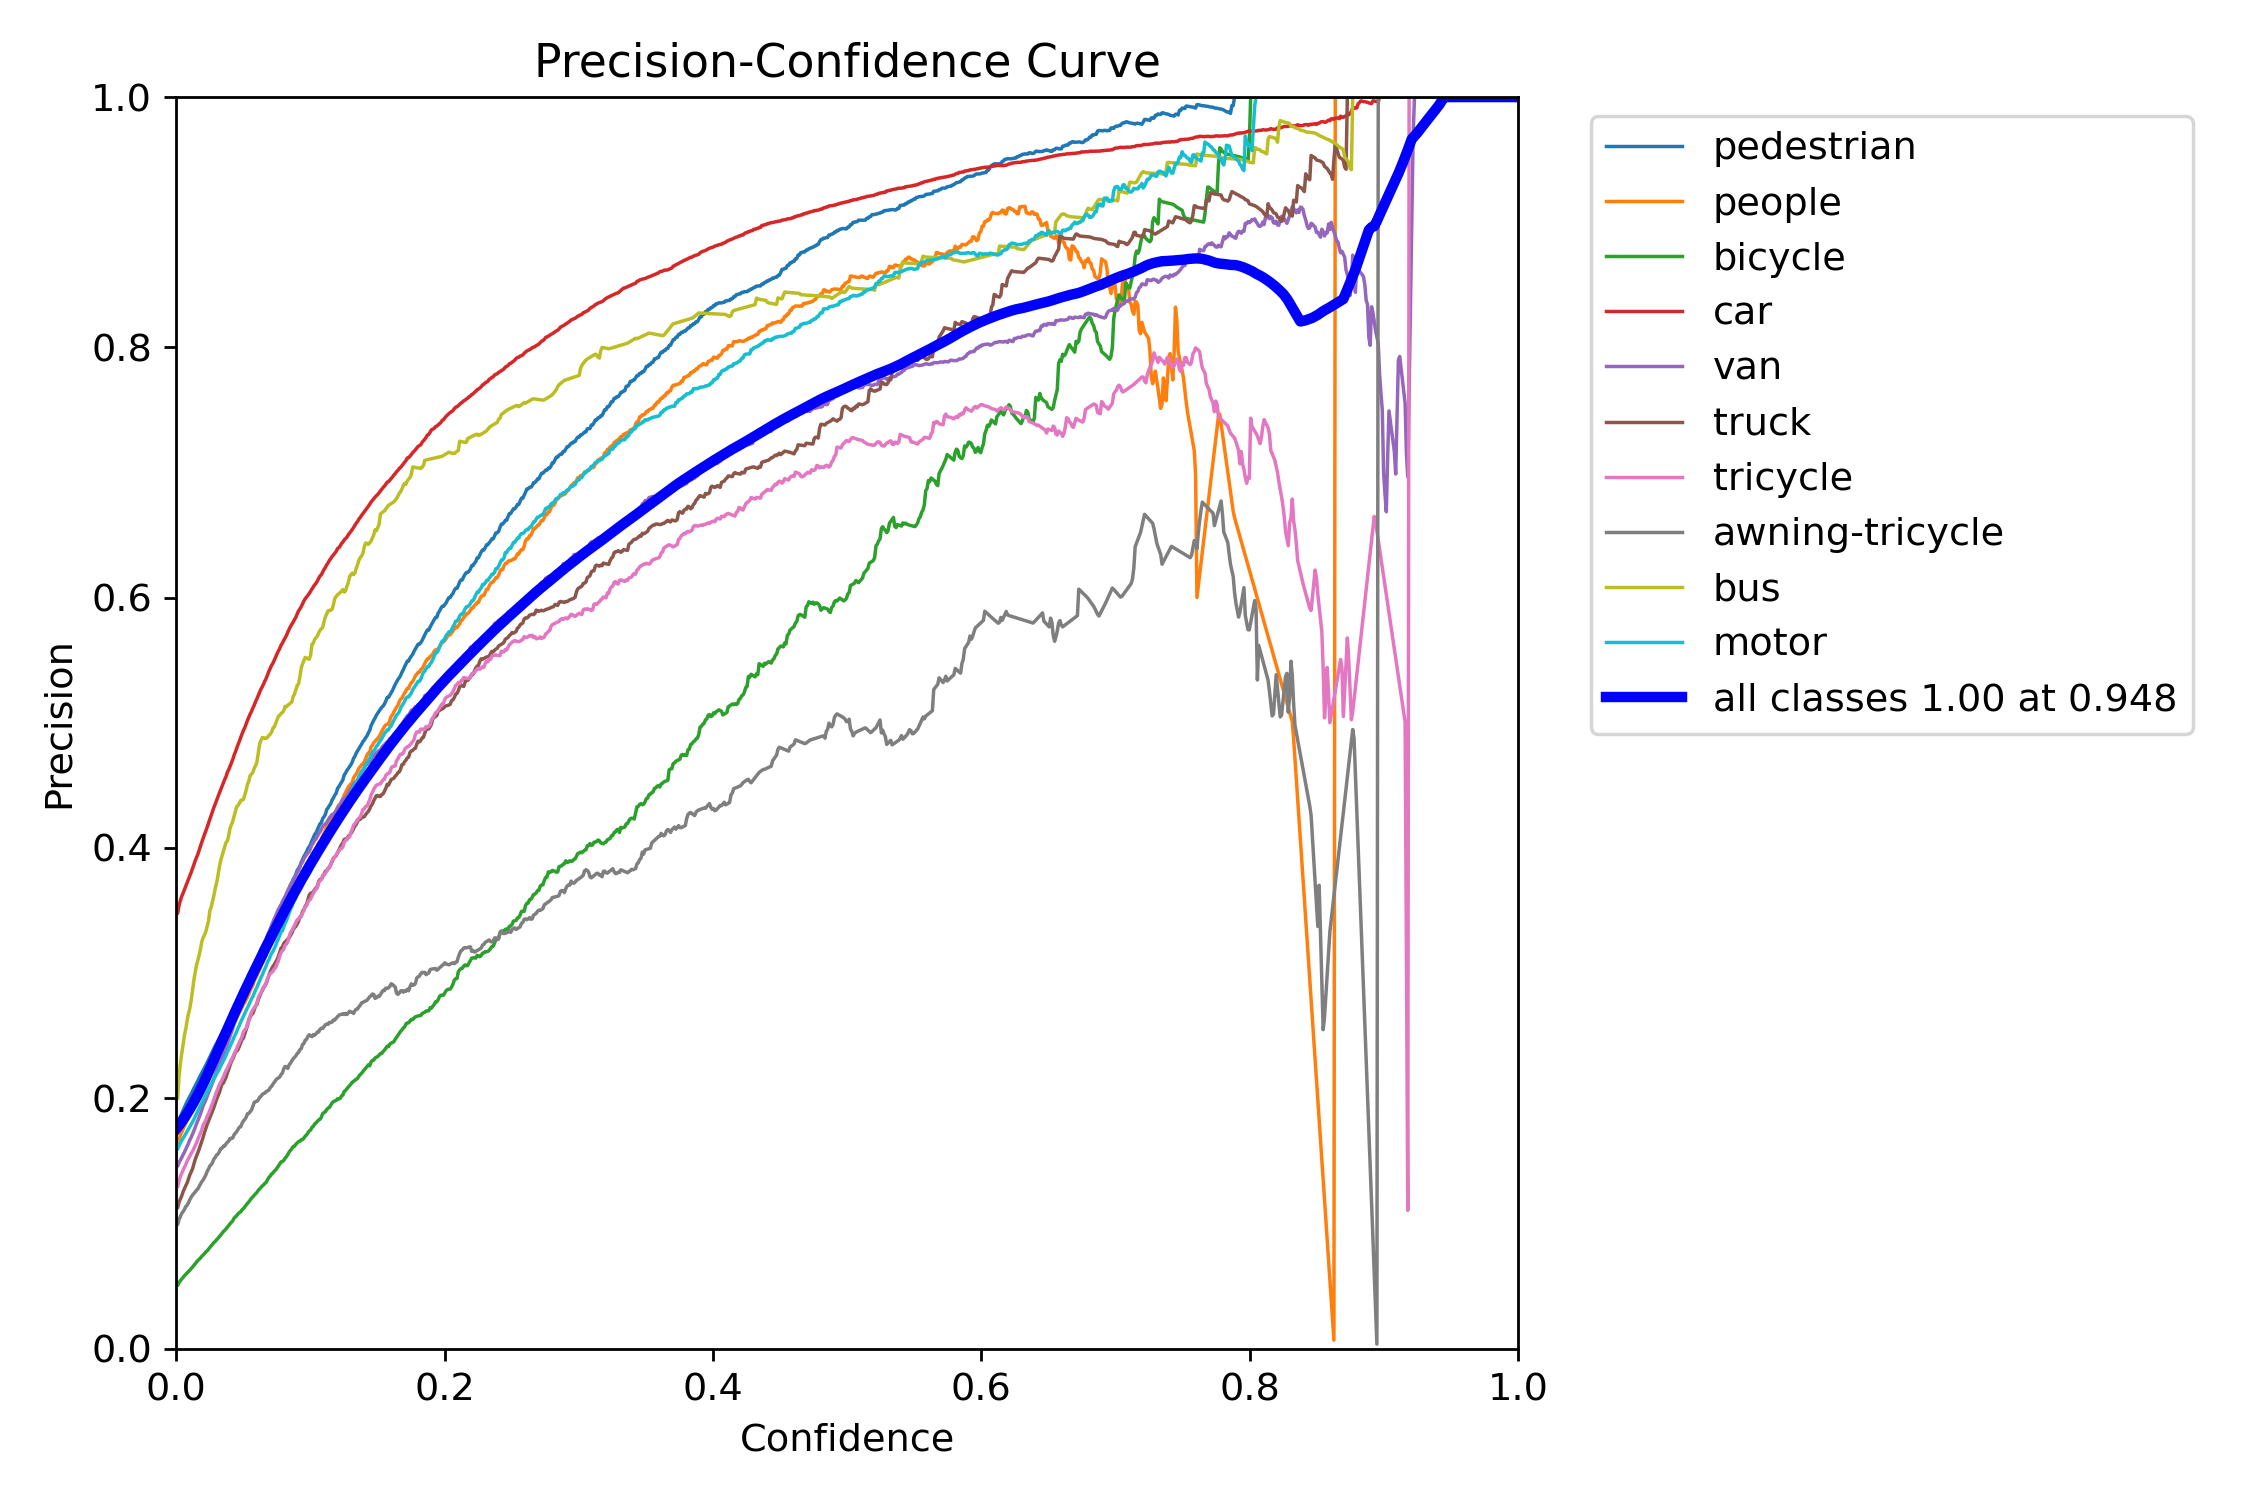 Precision-Confidence Curve
1.0
0.8
0.6
0.4
0.2
0.0
Precision
0.0 0.2 0.4 0.6 0.8 1.0
Confidence
pedestrian
people
bicycle
car
van
truck
tricycle
awning-tricycle
bus
motor
all classes 1.00 at 0.948